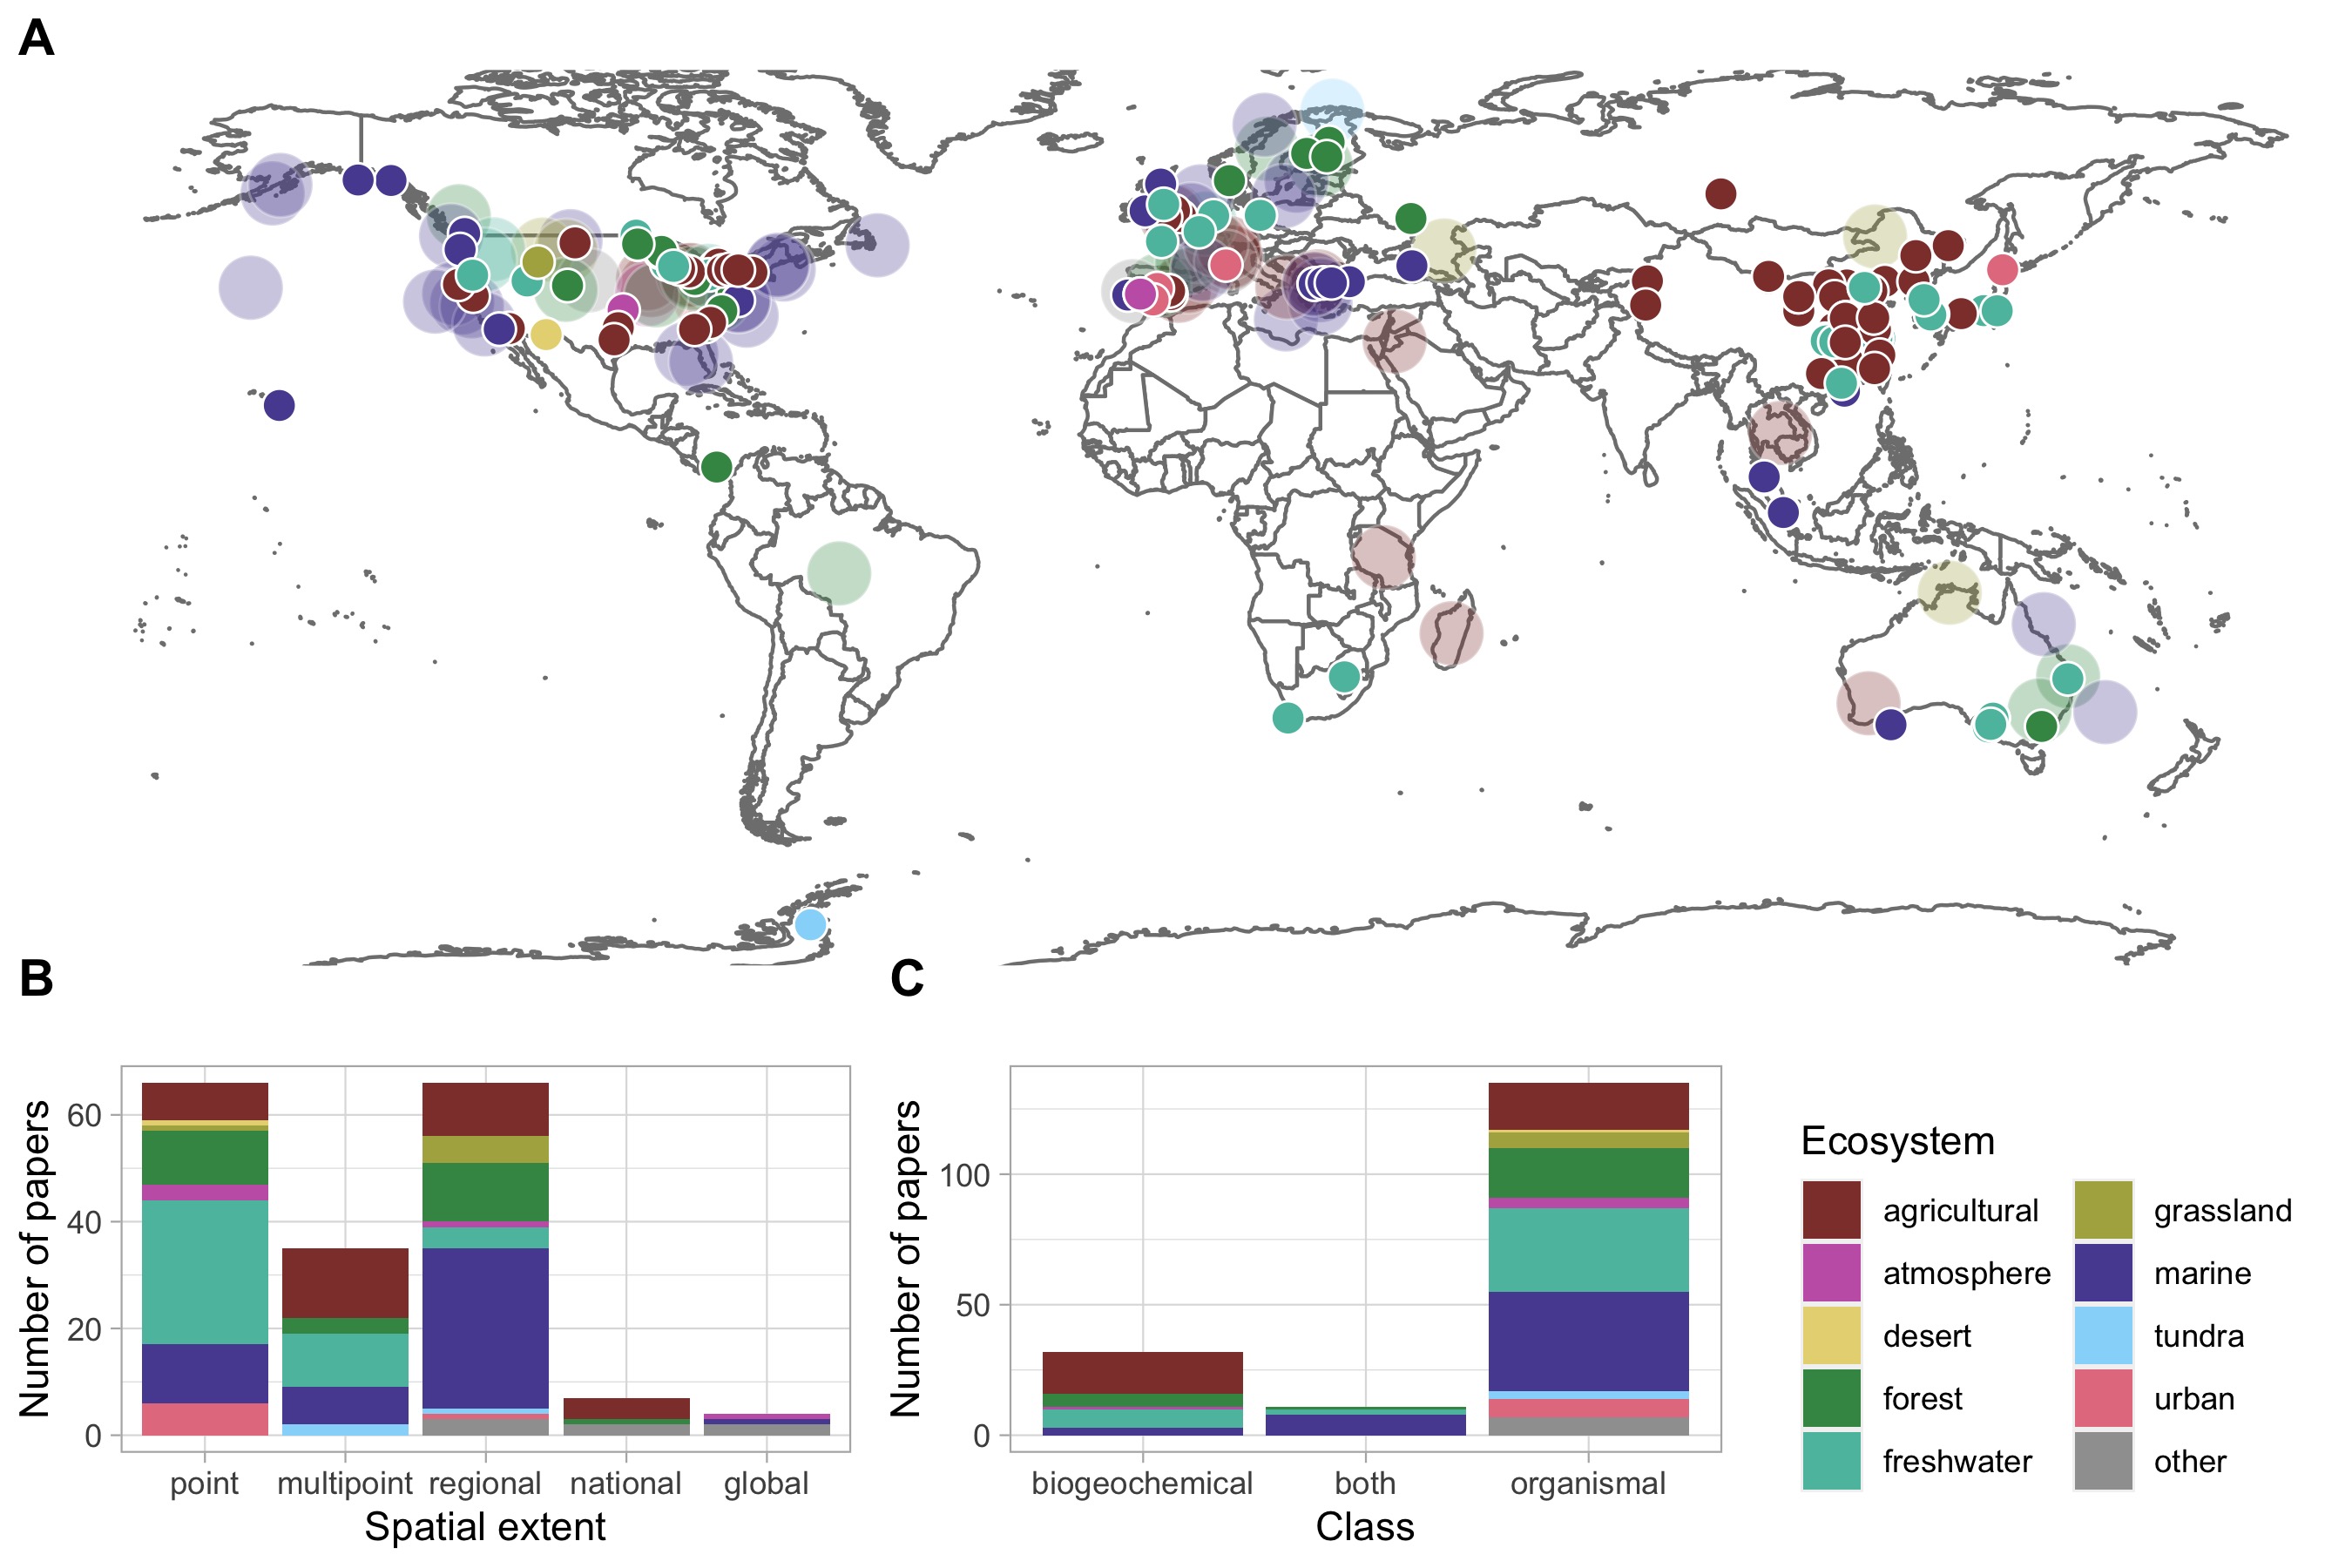 A
B
C
Number of papers
60
40
20
0
point
multipoint
regional
national
global
Spatial extent
Number of papers
100
50
0
biogeochemical
both
organismal
Class
Ecosystem
agricultural
atmosphere
desert
forest
freshwater
grassland
marine
tundra
urban
other